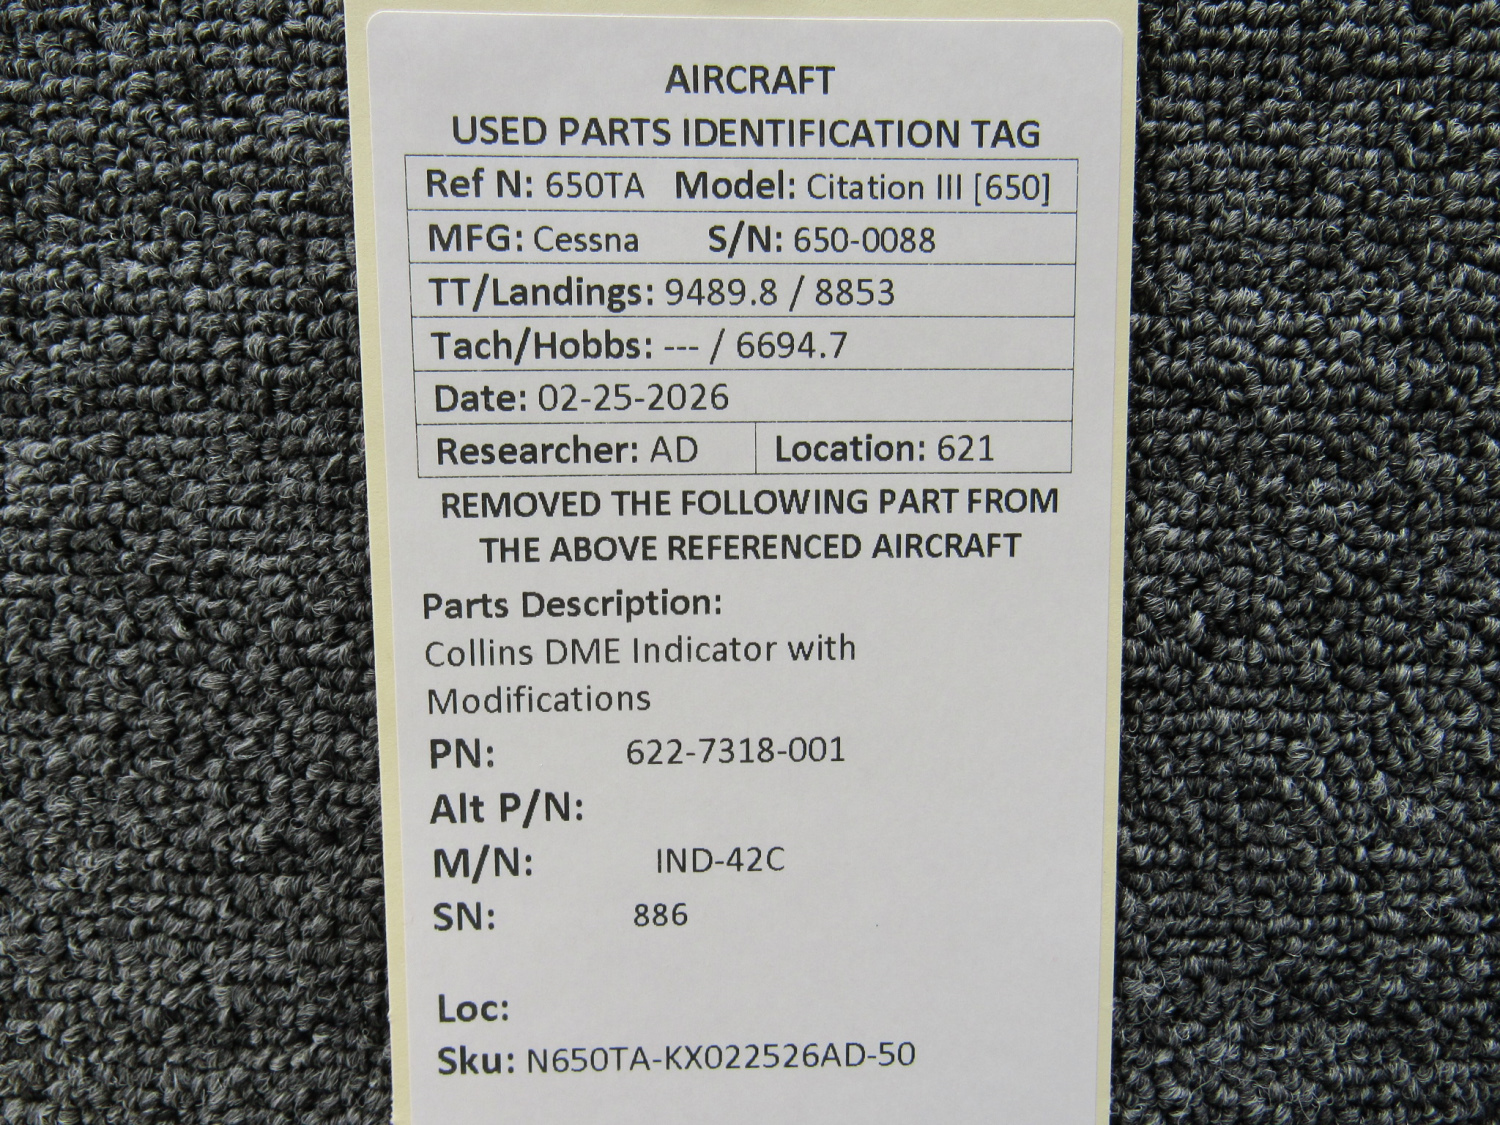 AIRCRAFT
USED PARTS IDENTIFICATION TAG
Ref N: 650TA Model: Citation III [650]
MFG: Cessna S/N: 650-0088
TT/Landings: 9489.8 / 8853
Tach/Hobbs: --- / 6694.7
Date: 02-25-2026
Researcher: AD Location: 621
REMOVED THE FOLLOWING PART FROM
THE ABOVE REFERENCED AIRCRAFT
Parts Description:
Collins DME Indicator with
Modifications
PN: 622-7318-001
Alt P/N:
M/N: IND-42C
SN: 886
Loc:
Sku: N650TA-KX022526AD-50